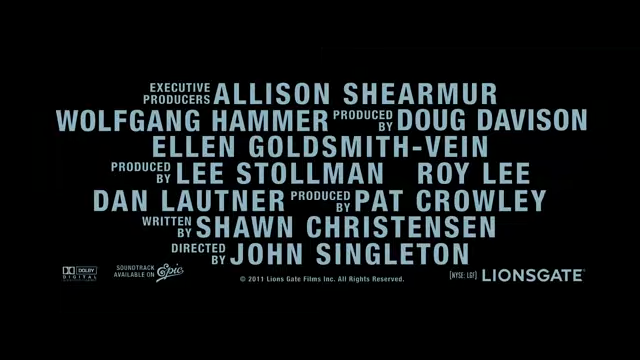 EXECUTIVE PRODUCERS ALLISON SHEARMUR
WOLFGANG HAMMER PRODUCED BY DOUG DAVISON
ELLEN GOLDSMITH-VEIN
PRODUCED BY LEE STOLLMAN ROY LEE
DAN LAUTNER PRODUCED BY PAT CROWLEY
WRITTEN BY SHAWN CHRISTENSEN
DIRECTED BY JOHN SINGLETON
DOLBY DIGITAL SOUNDTRACK AVAILABLE ON Epic © 2011 Lions Gate Films Inc. All Rights Reserved. (NYSE: LGF) LIONSGATE®